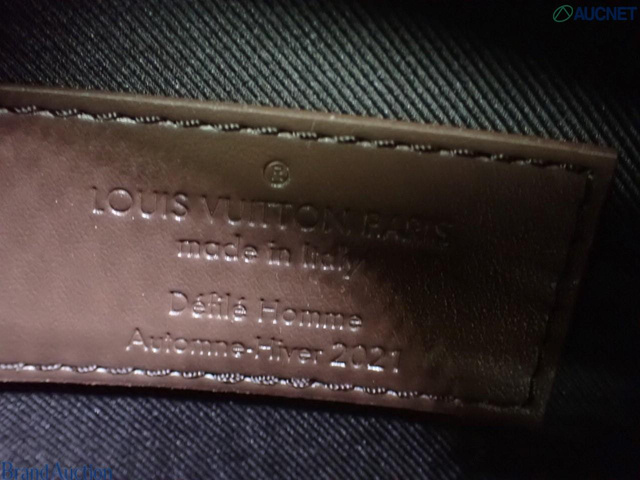 AUCNET
®
LOUIS VUITTON PARIS
made in Italy
Défilé Homme
Automne-Hiver 2021
Brand Auction